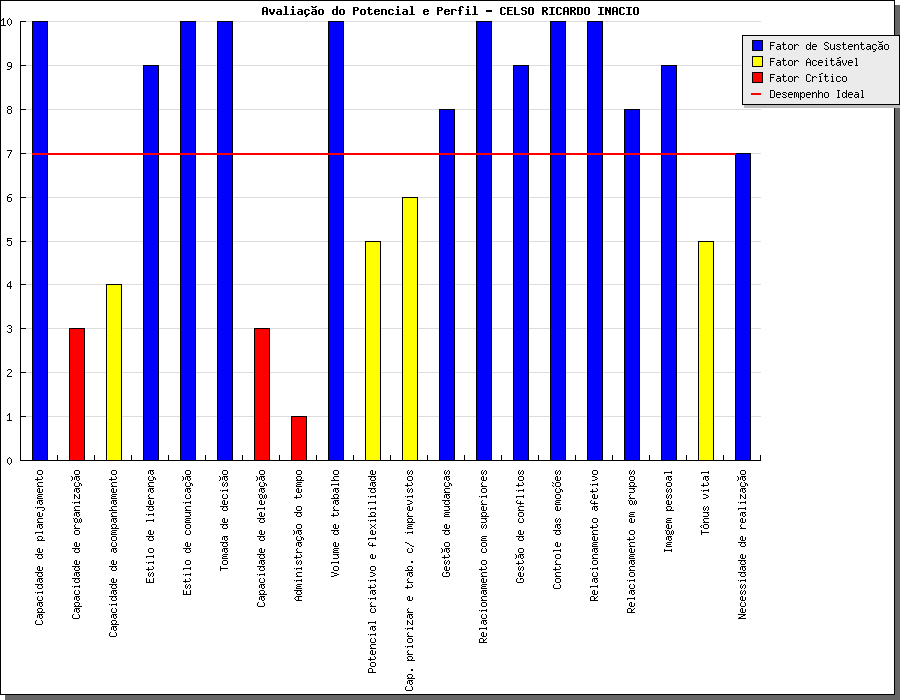 Avaliação do Potencial e Perfil - CELSO RICARDO INACIO
10
9
8
7
6
5
4
3
2
1
0
Fator de Sustentação
Fator Aceitável
Fator Crítico
Desempenho Ideal
Capacidade de planejamento
Capacidade de organização
Capacidade de acompanhamento
Estilo de liderança
Estilo de comunicação
Tomada de decisão
Capacidade de delegação
Administração do tempo
Volume de trabalho
Potencial criativo e flexibilidade
Cap. priorizar e trab. c/ imprevistos
Gestão de mudanças
Relacionamento com superiores
Gestão de conflitos
Controle das emoções
Relacionamento afetivo
Relacionamento em grupos
Imagem pessoal
Tônus vital
Necessidade de realização